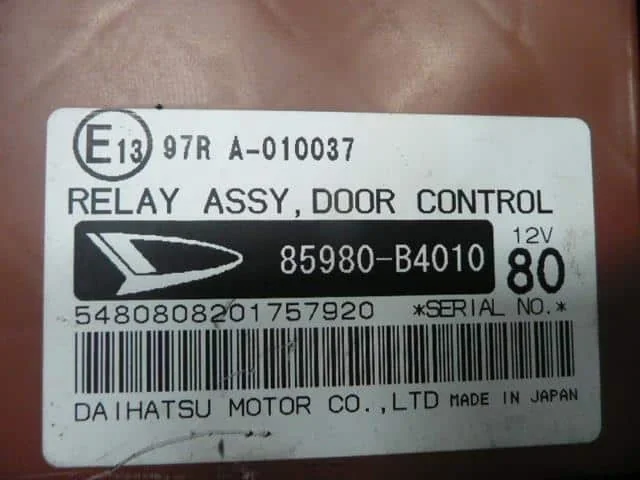 E13 97R A-010037
RELAY ASSY, DOOR CONTROL
85980-B4010 12V 80
5480808201757920 *SERIAL NO.*
DAIHATSU MOTOR CO.,LTD MADE IN JAPAN